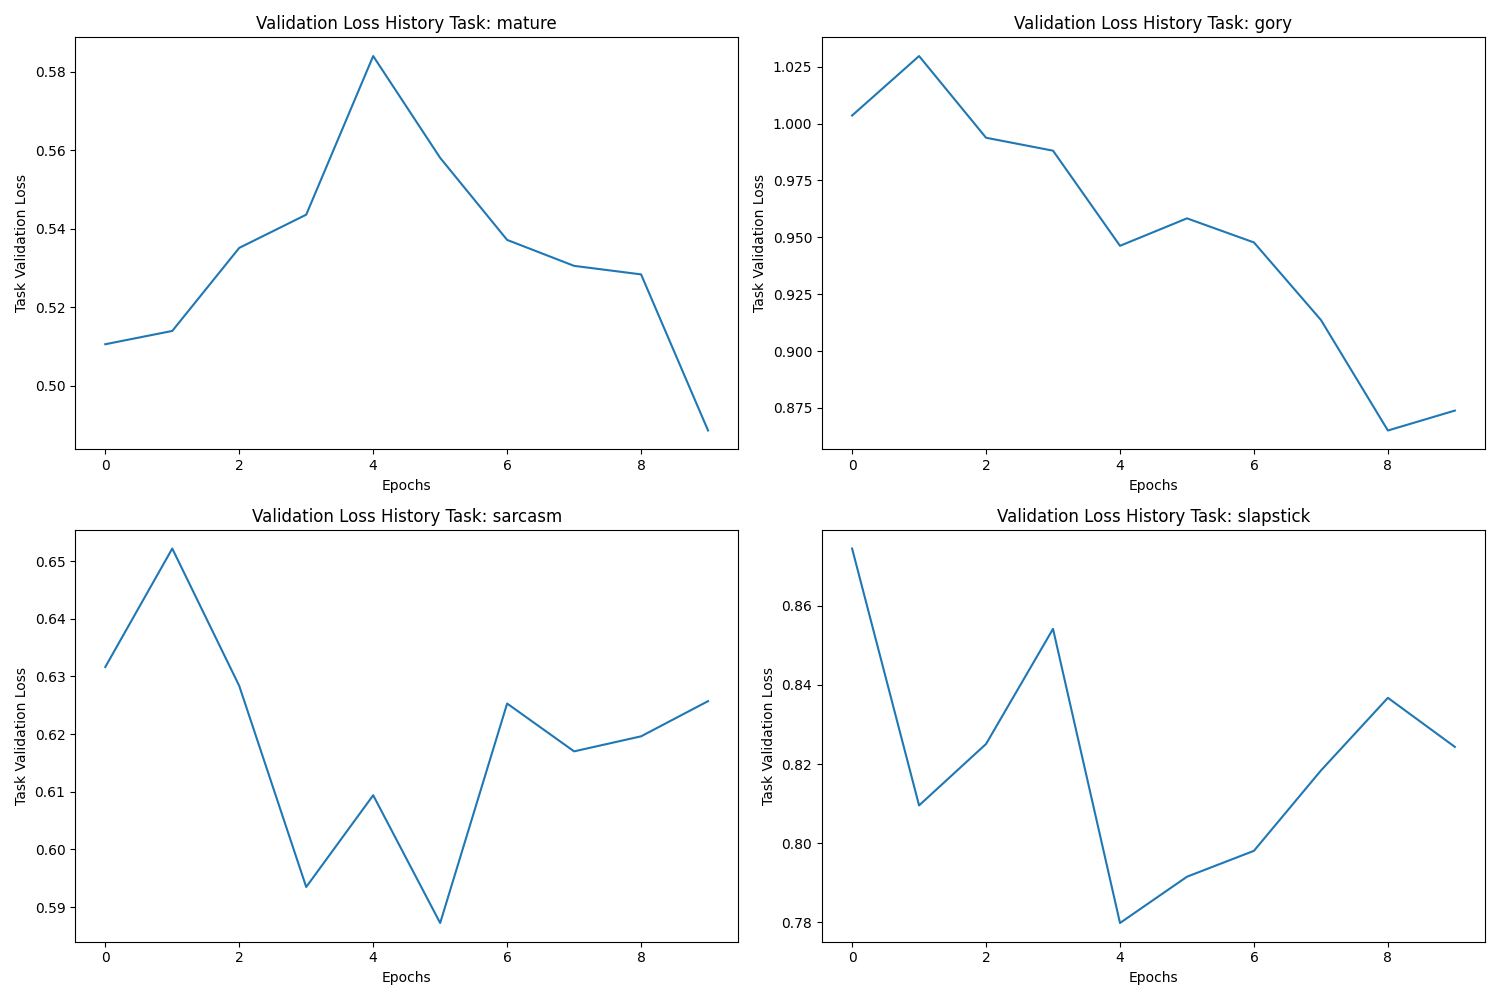 Validation Loss History Task: mature
Task Validation Loss
0.58
0.56
0.54
0.52
0.50
0 2 4 6 8
Epochs
Validation Loss History Task: gory
Task Validation Loss
1.025
1.000
0.975
0.950
0.925
0.900
0.875
0 2 4 6 8
Epochs
Validation Loss History Task: sarcasm
Task Validation Loss
0.65
0.64
0.63
0.62
0.61
0.60
0.59
0 2 4 6 8
Epochs
Validation Loss History Task: slapstick
Task Validation Loss
0.86
0.84
0.82
0.80
0.78
0 2 4 6 8
Epochs